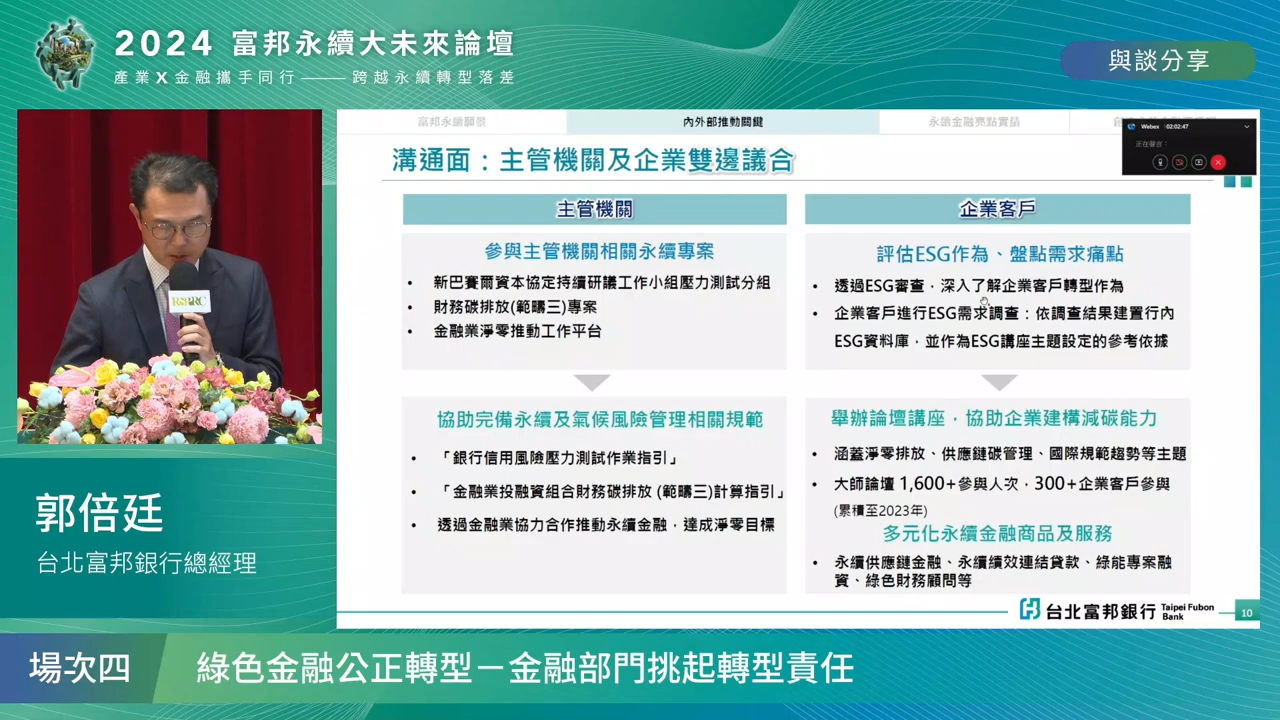 2024 富邦永續大未來論壇
產業X金融攜手同行——跨越永續轉型落差
與談分享
富邦永續願景
內外部推動關鍵
永續金融亮點實績
Webex 02:02:47
正在發言：
溝通面：主管機關及企業雙邊議合
主管機關
參與主管機關相關永續專案
• 新巴賽爾資本協定持續研議工作小組壓力測試分組
• 財務碳排放(範疇三)專案
• 金融業淨零推動工作平台
協助完備永續及氣候風險管理相關規範
• 「銀行信用風險壓力測試作業指引」
• 「金融業投融資組合財務碳排放 (範疇三)計算指引」
• 透過金融業協力合作推動永續金融，達成淨零目標
企業客戶
評估ESG作為、盤點需求痛點
• 透過ESG審查，深入了解企業客戶轉型作為
• 企業客戶進行ESG需求調查：依調查結果建置行內
ESG資料庫，並作為ESG講座主題設定的參考依據
舉辦論壇講座，協助企業建構減碳能力
• 涵蓋淨零排放、供應鏈碳管理、國際規範趨勢等主題
• 大師論壇 1,600+參與人次，300+企業客戶參與
(累積至2023年)
多元化永續金融商品及服務
• 永續供應鏈金融、永續績效連結貸款、綠能專案融
資、綠色財務顧問等
台北富邦銀行 Taipei Fubon
Bank
10
RSPRC
郭倍廷
台北富邦銀行總經理
場次四
綠色金融公正轉型－金融部門挑起轉型責任